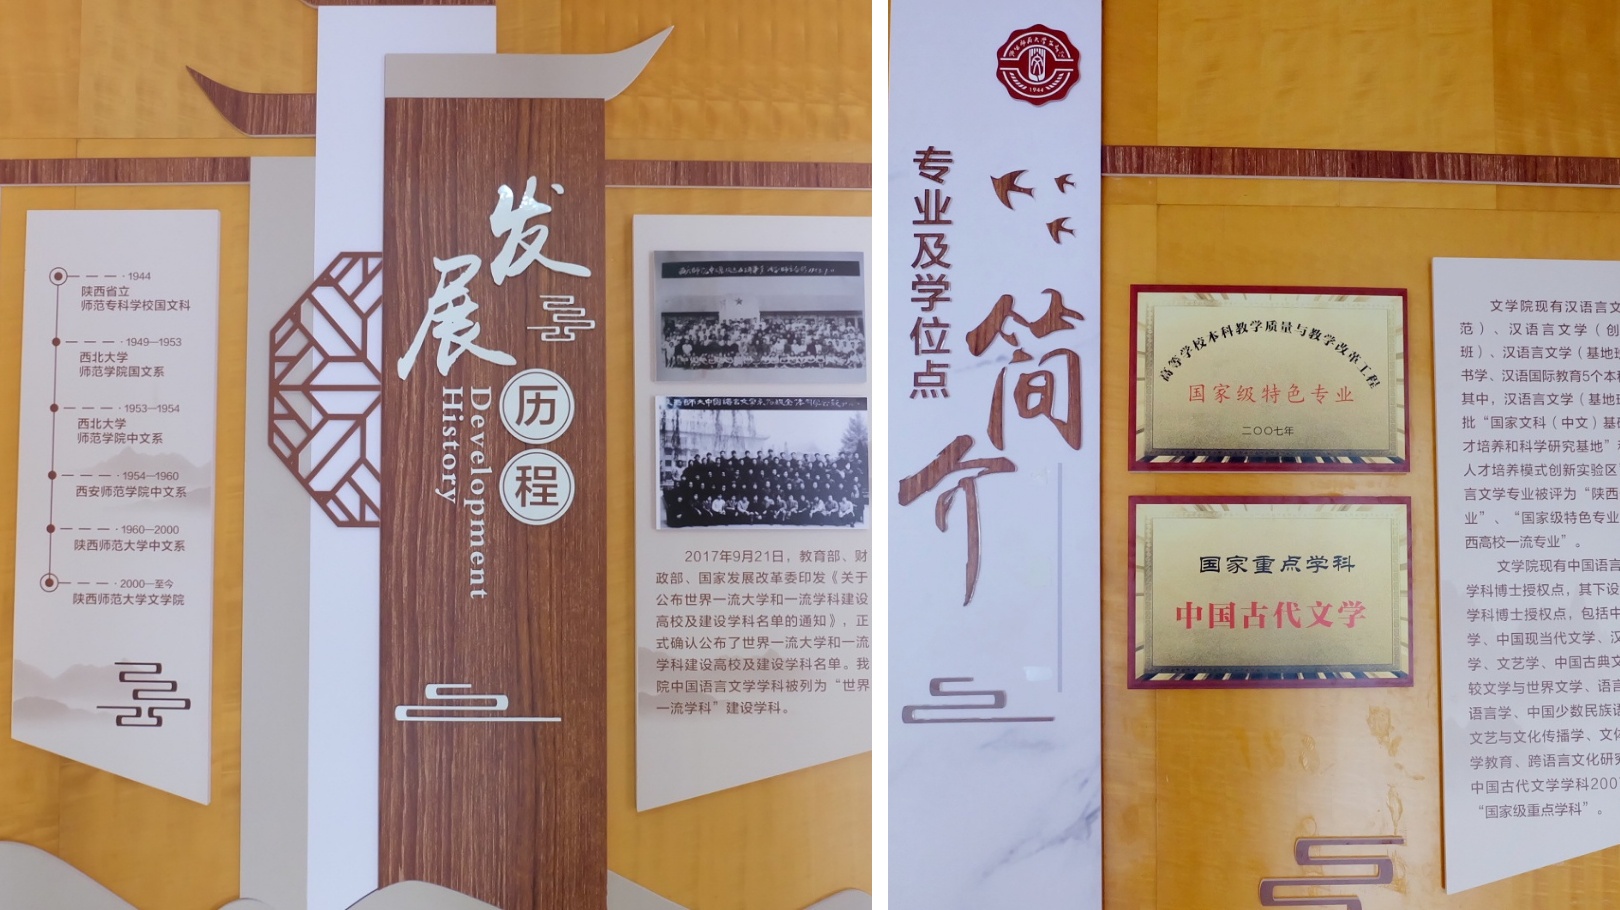 1944
陕西省立
师范专科学校国文科
1949—1953
西北大学
师范学院国文系
1953—1954
西北大学
师范学院中文系
1954—1960
西安师范学院中文系
1960—2000
陕西师范大学中文系
2000—至今
陕西师范大学文学院
发展
历程
Development
History
2017年9月21日，教育部、财
政部、国家发展改革委印发《关于
公布世界一流大学和一流学科建设
高校及建设学科名单的通知》，正
式确认公布了世界一流大学和一流
学科建设高校及建设学科名单。我
院中国语言文学学科被列为“世界
一流学科”建设学科。
1944
专业及学位点
简介
高等学校本科教学质量与教学改革工程
国家级特色专业
二〇〇七年
国家重点学科
中国古代文学
文学院现有汉语言文
范）、汉语言文学（创
班）、汉语言文学（基地班
书学、汉语国际教育5个本科
其中，汉语言文学（基地班
批“国家文科（中文）基础
才培养和科学研究基地”
人才培养模式创新实验区
言文学专业被评为“陕西
业”、“国家级特色专业
西高校一流专业”。
文学院现有中国语言
学科博士授权点，其下设
学科博士授权点，包括中
学、中国现当代文学、汉
学、文艺学、中国古典文
较文学与世界文学、语言
语言学、中国少数民族语
文艺与文化传播学、文体
学教育、跨语言文化研究
中国古代文学学科200
“国家级重点学科”。